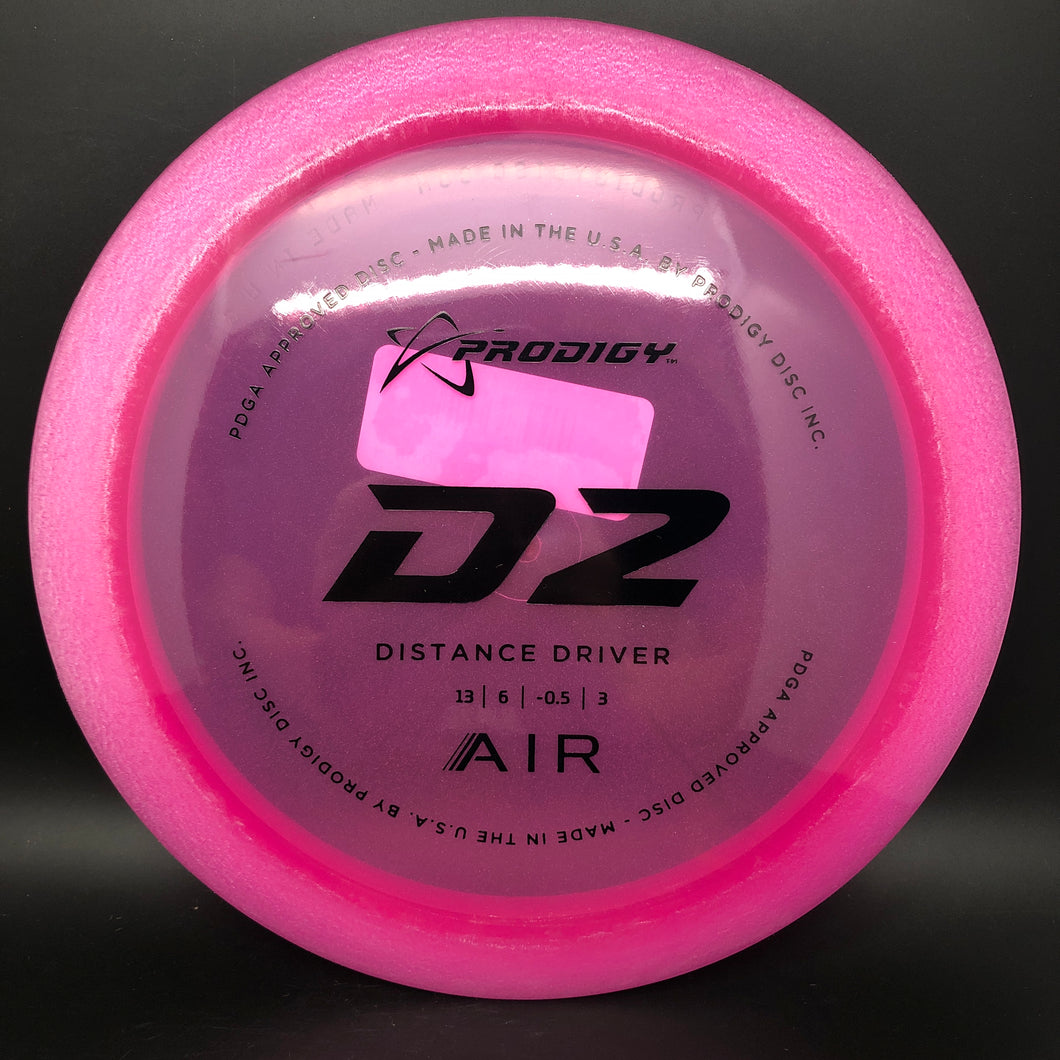 PDGA APPROVED DISC - MADE IN THE U.S.A. BY PRODIGY DISC INC.
PRODIGY™
D2
DISTANCE DRIVER
13 | 6 | -0.5 | 3
AIR
PDGA APPROVED DISC - MADE IN THE U.S.A. BY PRODIGY DISC INC.